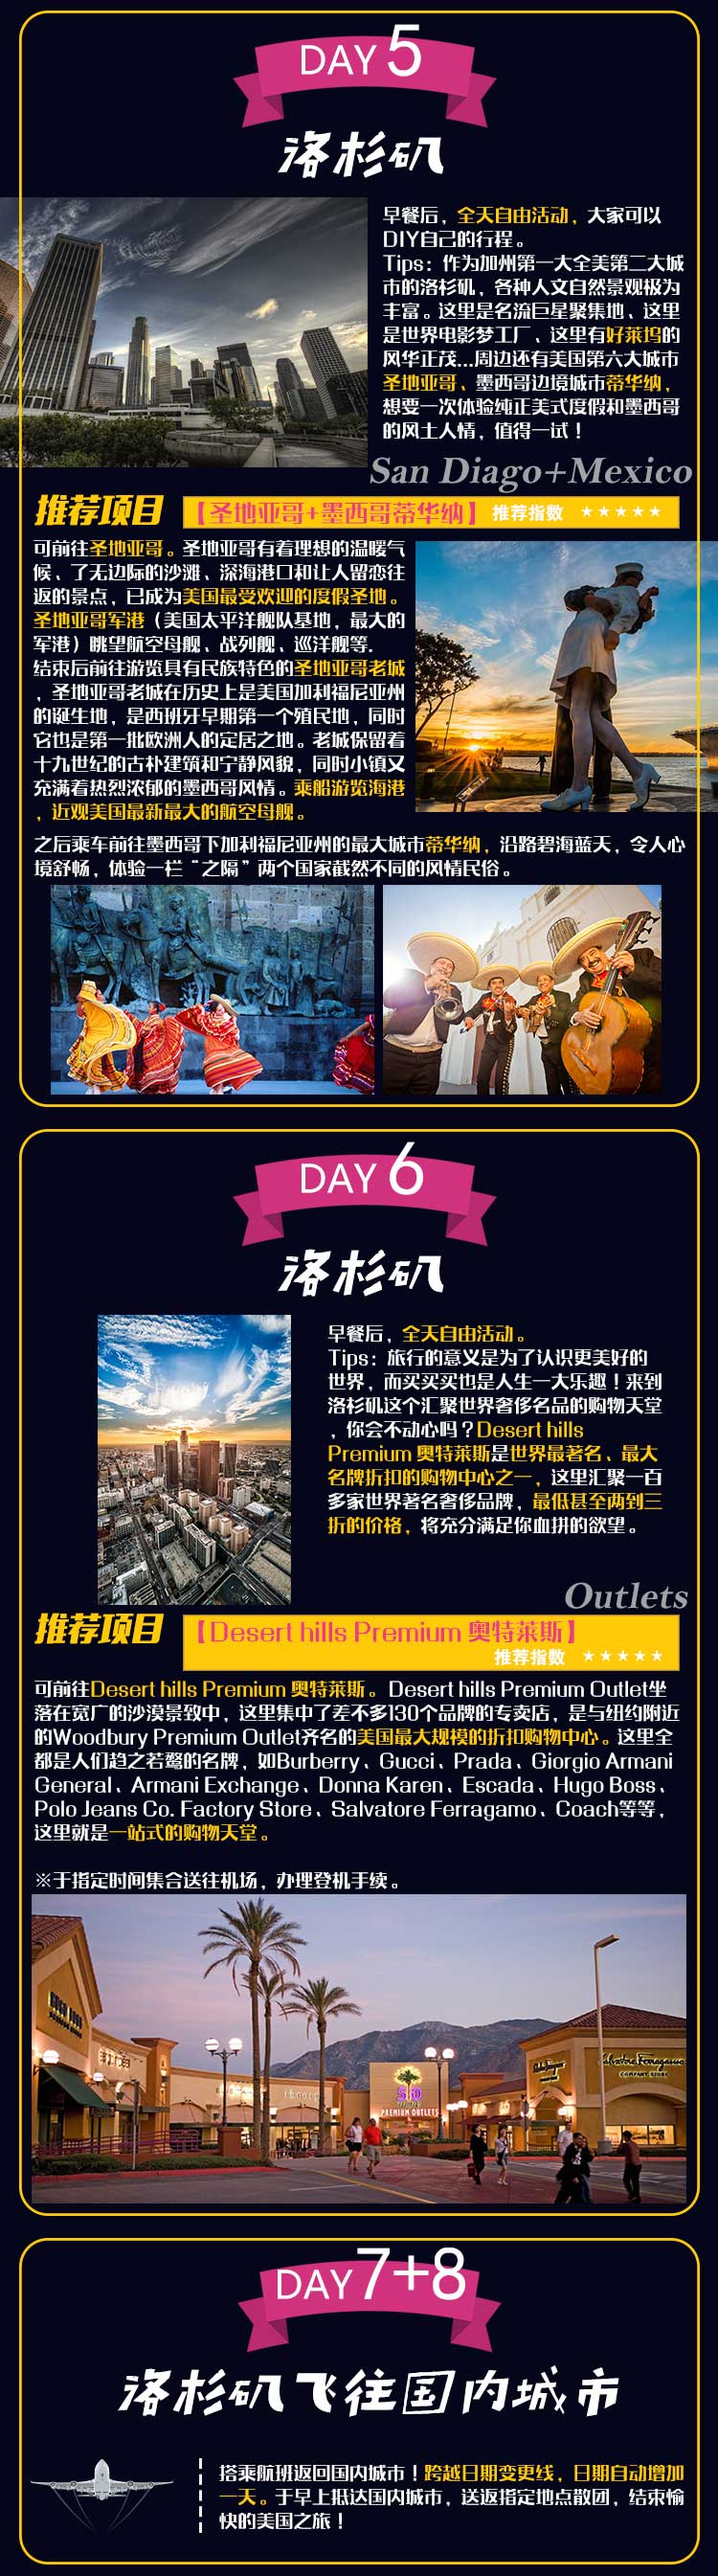 DAY 5
洛杉矶
早餐后，全天自由活动，大家可以
DIY自己的行程。
Tips：作为加州第一大全美第二大城
市的洛杉矶，各种人文自然景观极为
丰富。这里是名流巨星聚集地、这里
是世界电影梦工厂、这里有好莱坞的
风华正茂...周边还有美国第六大城市
圣地亚哥、墨西哥边境城市蒂华纳，
想要一次体验纯正美式度假和墨西哥
的风土人情，值得一试！
San Diago+Mexico
推荐项目 【圣地亚哥+墨西哥蒂华纳】 推荐指数 ★★★★★
可前往圣地亚哥。圣地亚哥有着理想的温暖气
候、了无边际的沙滩、深海港口和让人留恋往
返的景点，已成为美国最受欢迎的度假圣地。
圣地亚哥军港（美国太平洋舰队基地，最大的
军港）眺望航空母舰、战列舰、巡洋舰等.
结束后前往游览具有民族特色的圣地亚哥老城
，圣地亚哥老城在历史上是美国加利福尼亚州
的诞生地，是西班牙早期第一个殖民地，同时
它也是第一批欧洲人的定居之地。老城保留着
十九世纪的古朴建筑和宁静风貌，同时小镇又
充满着热烈浓郁的墨西哥风情。乘船游览海港
，近观美国最新最大的航空母舰。
之后乘车前往墨西哥下加利福尼亚州的最大城市蒂华纳，沿路碧海蓝天，令人心
境舒畅，体验一栏“之隔”两个国家截然不同的风情民俗。
DAY 6
洛杉矶
早餐后，全天自由活动。
Tips：旅行的意义是为了认识更美好的
世界，而买买买也是人生一大乐趣！来到
洛杉矶这个汇聚世界奢侈名品的购物天堂
，你会不动心吗？Desert hills
Premium 奥特莱斯是世界最著名、最大
名牌折扣的购物中心之一，这里汇聚一百
多家世界著名奢侈品牌，最低甚至两到三
折的价格，将充分满足你血拼的欲望。
Outlets
推荐项目 【Desert hills Premium 奥特莱斯】
推荐指数 ★★★★★
可前往Desert hills Premium 奥特莱斯。Desert hills Premium Outlet坐
落在宽广的沙漠景致中，这里集中了差不多130个品牌的专卖店，是与纽约附近
的Woodbury Premium Outlet齐名的美国最大规模的折扣购物中心。这里全
都是人们趋之若鹜的名牌，如Burberry、Gucci、Prada、Giorgio Armani
General、Armani Exchange、Donna Karen、Escada、Hugo Boss、
Polo Jeans Co. Factory Store、Salvatore Ferragamo、Coach等等，
这里就是一站式的购物天堂。
※于指定时间集合送往机场，办理登机手续。
PREMIUM OUTLETS
Salvatore Ferragamo
COMPANY STORE
DAY 7+8
洛杉矶飞往国内城市
搭乘航班返回国内城市！跨越日期变更线，日期自动增加
一天。于早上抵达国内城市，送返指定地点散团，结束愉
快的美国之旅！